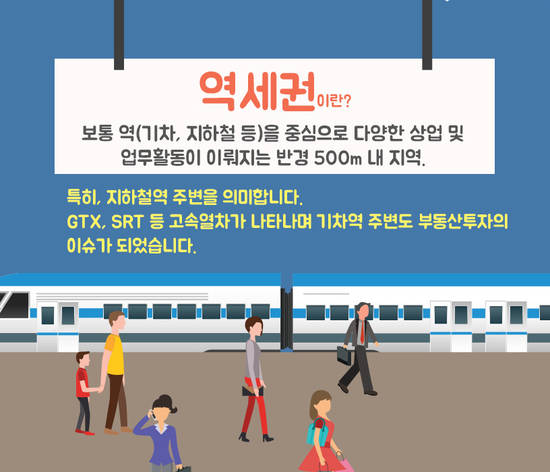 역세권이란?
보통 역(기차, 지하철 등)을 중심으로 다양한 상업 및
업무활동이 이뤄지는 반경 500m 내 지역.
특히, 지하철역 주변을 의미합니다.
GTX, SRT 등 고속열차가 나타나며 기차역 주변도 부동산투자의
이슈가 되었습니다.